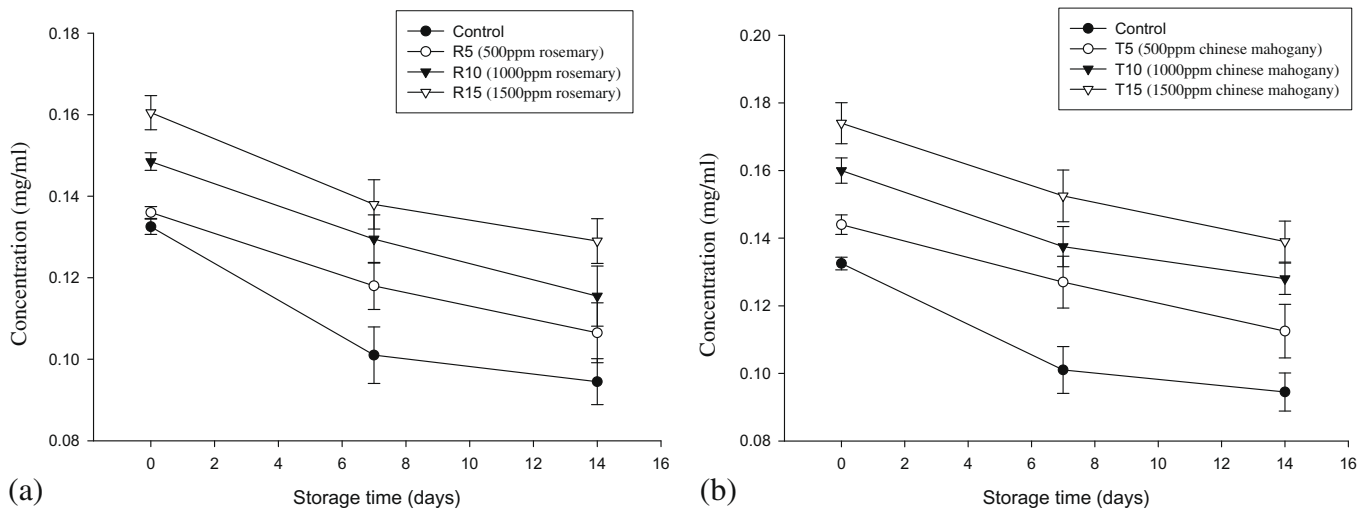 0.18
0.16
0.14
0.12
0.10
0.08
Concentration (mg/ml)
Control
R5 (500ppm rosemary)
R10 (1000ppm rosemary)
R15 (1500ppm rosemary)
0 2 4 6 8 10 12 14 16
Storage time (days)
(a)
0.20
0.18
0.16
0.14
0.12
0.10
0.08
Concentration (mg/ml)
Control
T5 (500ppm chinese mahogany)
T10 (1000ppm chinese mahogany)
T15 (1500ppm chinese mahogany)
0 2 4 6 8 10 12 14 16
Storage time (days)
(b)